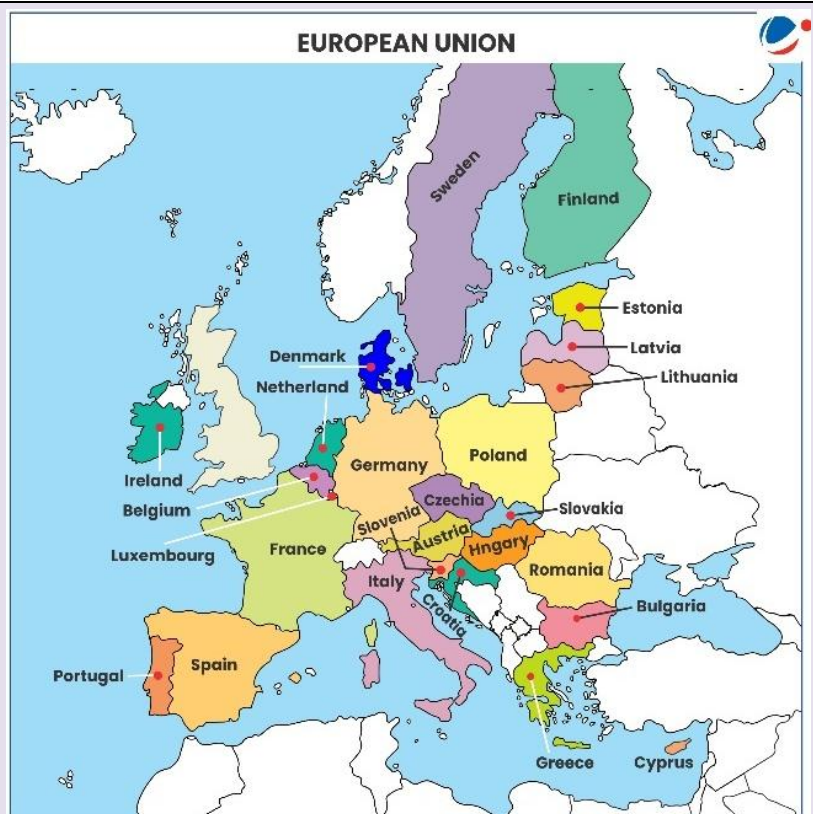 EUROPEAN UNION
Sweden
Finland
Estonia
Latvia
Lithuania
Denmark
Netherland
Ireland
Belgium
Luxembourg
Germany
Poland
Czechia
Slovakia
Slovenia
Austria
Hngary
France
Italy
Croatia
Romania
Bulgaria
Portugal
Spain
Greece
Cyprus